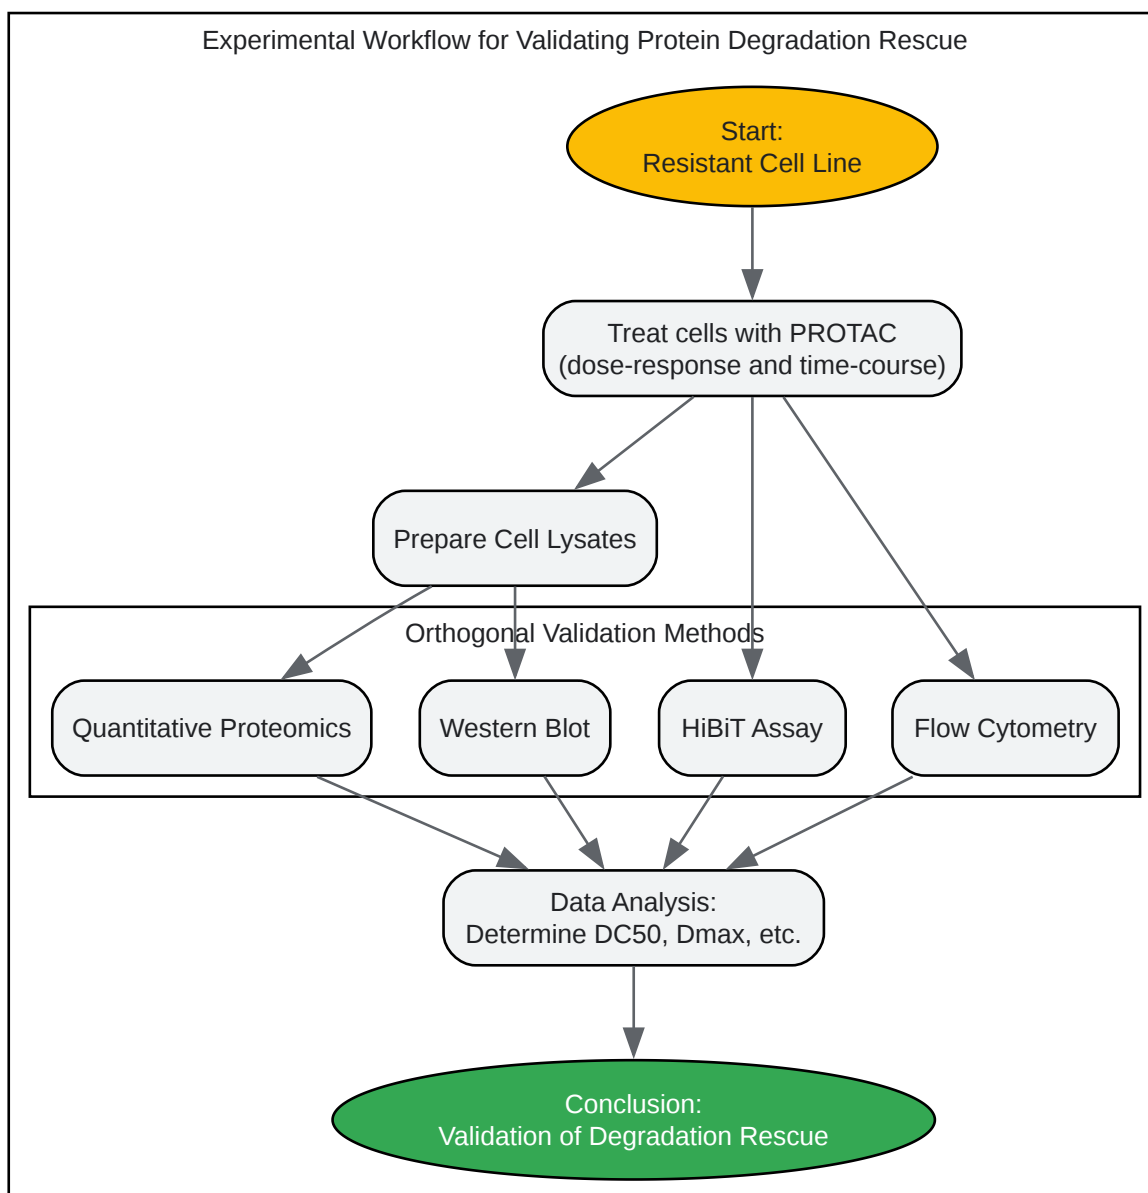 Experimental Workflow for Validating Protein Degradation Rescue
Start:
Resistant Cell Line
Treat cells with PROTAC
(dose-response and time-course)
Prepare Cell Lysates
Orthogonal Validation Methods
Quantitative Proteomics
Western Blot
HiBiT Assay
Flow Cytometry
Data Analysis:
Determine DC50, Dmax, etc.
Conclusion:
Validation of Degradation Rescue